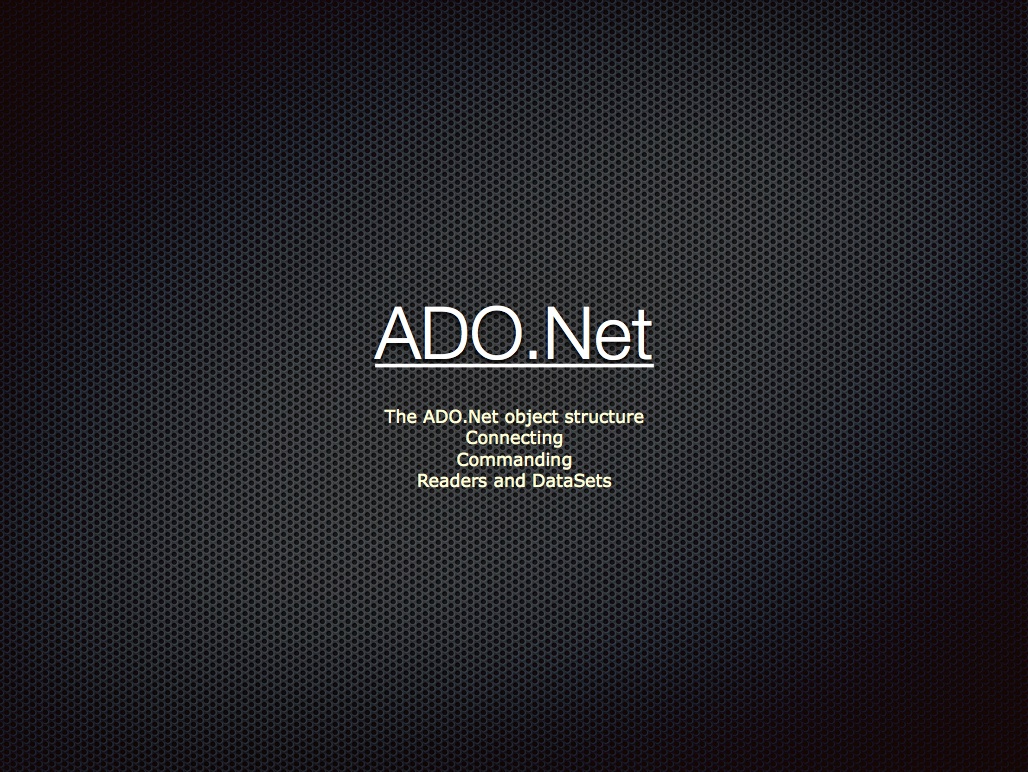 ADO.Net
The ADO.Net object structure
Connecting
Commanding
Readers and DataSets